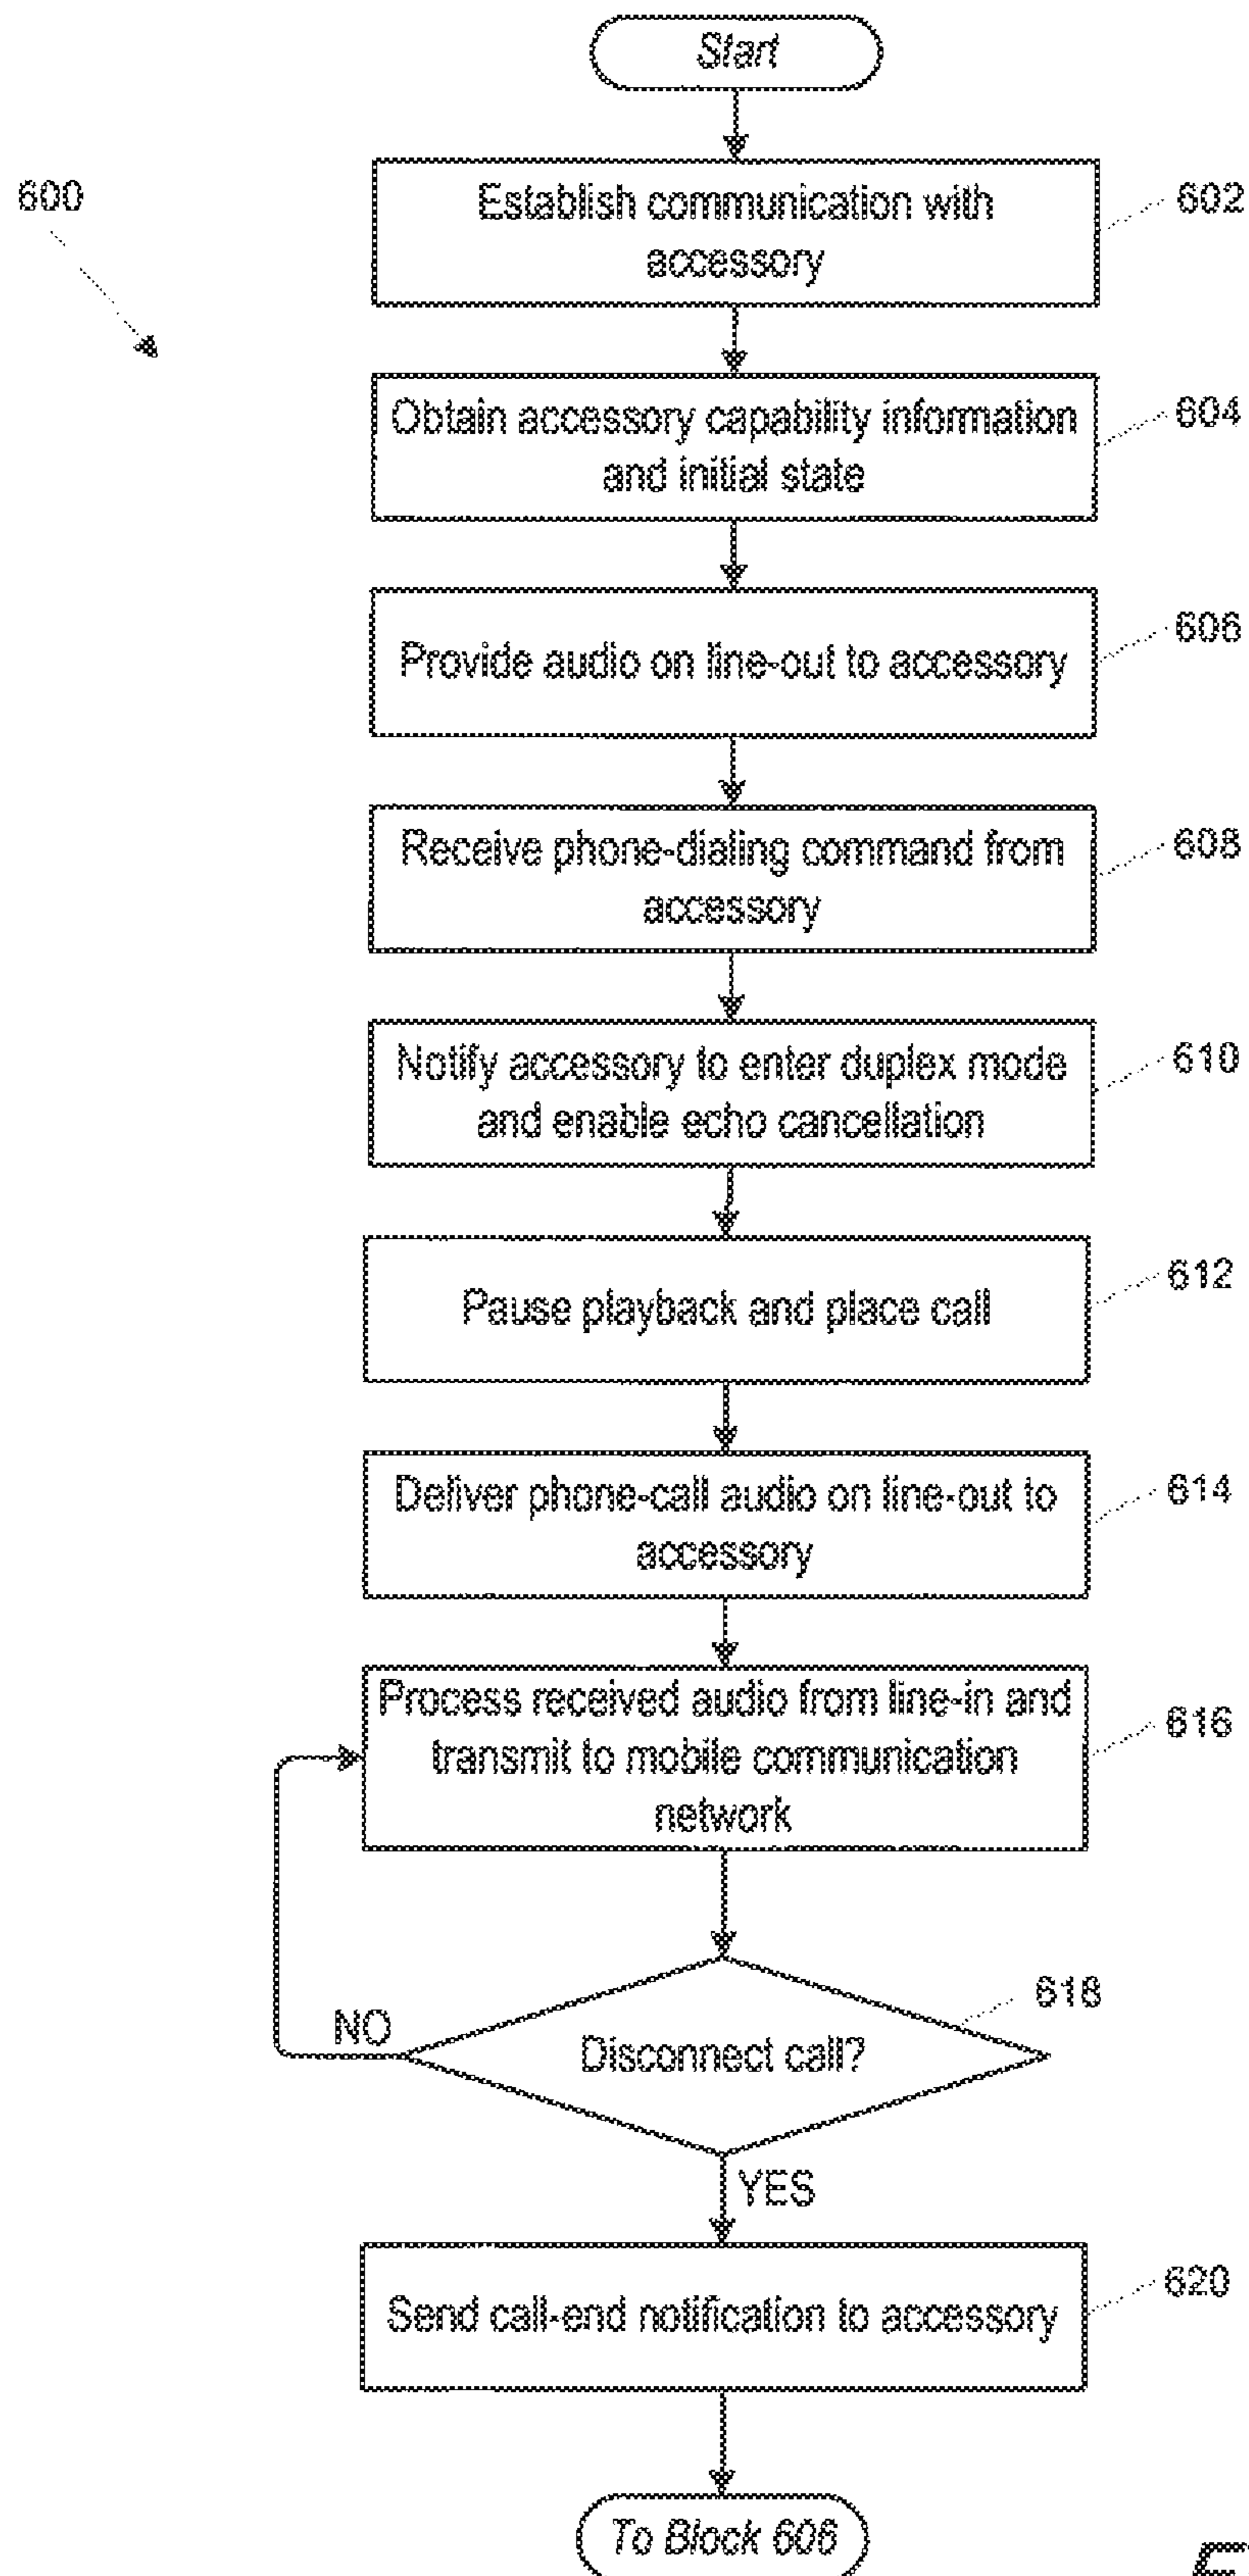 Start
600
Establish communication with
accessory
602
Obtain accessory capability information
and initial state
604
Provide audio on line-out to accessory
606
Receive phone-dialing command from
accessory
608
Notify accessory to enter duplex mode
and enable echo cancellation
610
Pause playback and place call
612
Deliver phone-call audio on line-out to
accessory
614
Process received audio from line-in and
transmit to mobile communication
network
616
618
NO
Disconnect call?
YES
Send call-end notification to accessory
620
To Block 606